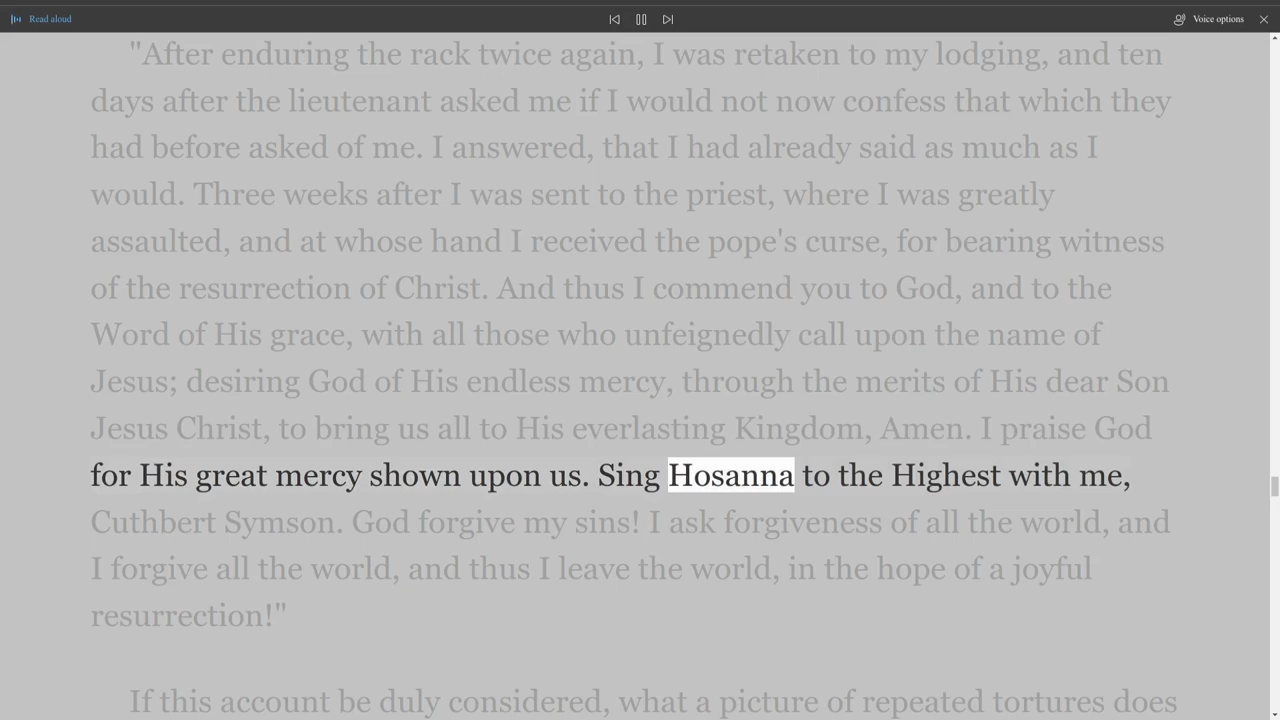 Read aloud
Voice options
"After enduring the rack twice again, I was retaken to my lodging, and ten
days after the lieutenant asked me if I would not now confess that which they
had before asked of me. I answered, that I had already said as much as I
would. Three weeks after I was sent to the priest, where I was greatly
assaulted, and at whose hand I received the pope's curse, for bearing witness
of the resurrection of Christ. And thus I commend you to God, and to the
Word of His grace, with all those who unfeignedly call upon the name of
Jesus; desiring God of His endless mercy, through the merits of His dear Son
Jesus Christ, to bring us all to His everlasting Kingdom, Amen. I praise God
for His great mercy shown upon us. Sing Hosanna to the Highest with me,
Cuthbert Symson. God forgive my sins! I ask forgiveness of all the world, and
I forgive all the world, and thus I leave the world, in the hope of a joyful
resurrection!"
If this account be duly considered, what a picture of repeated tortures does